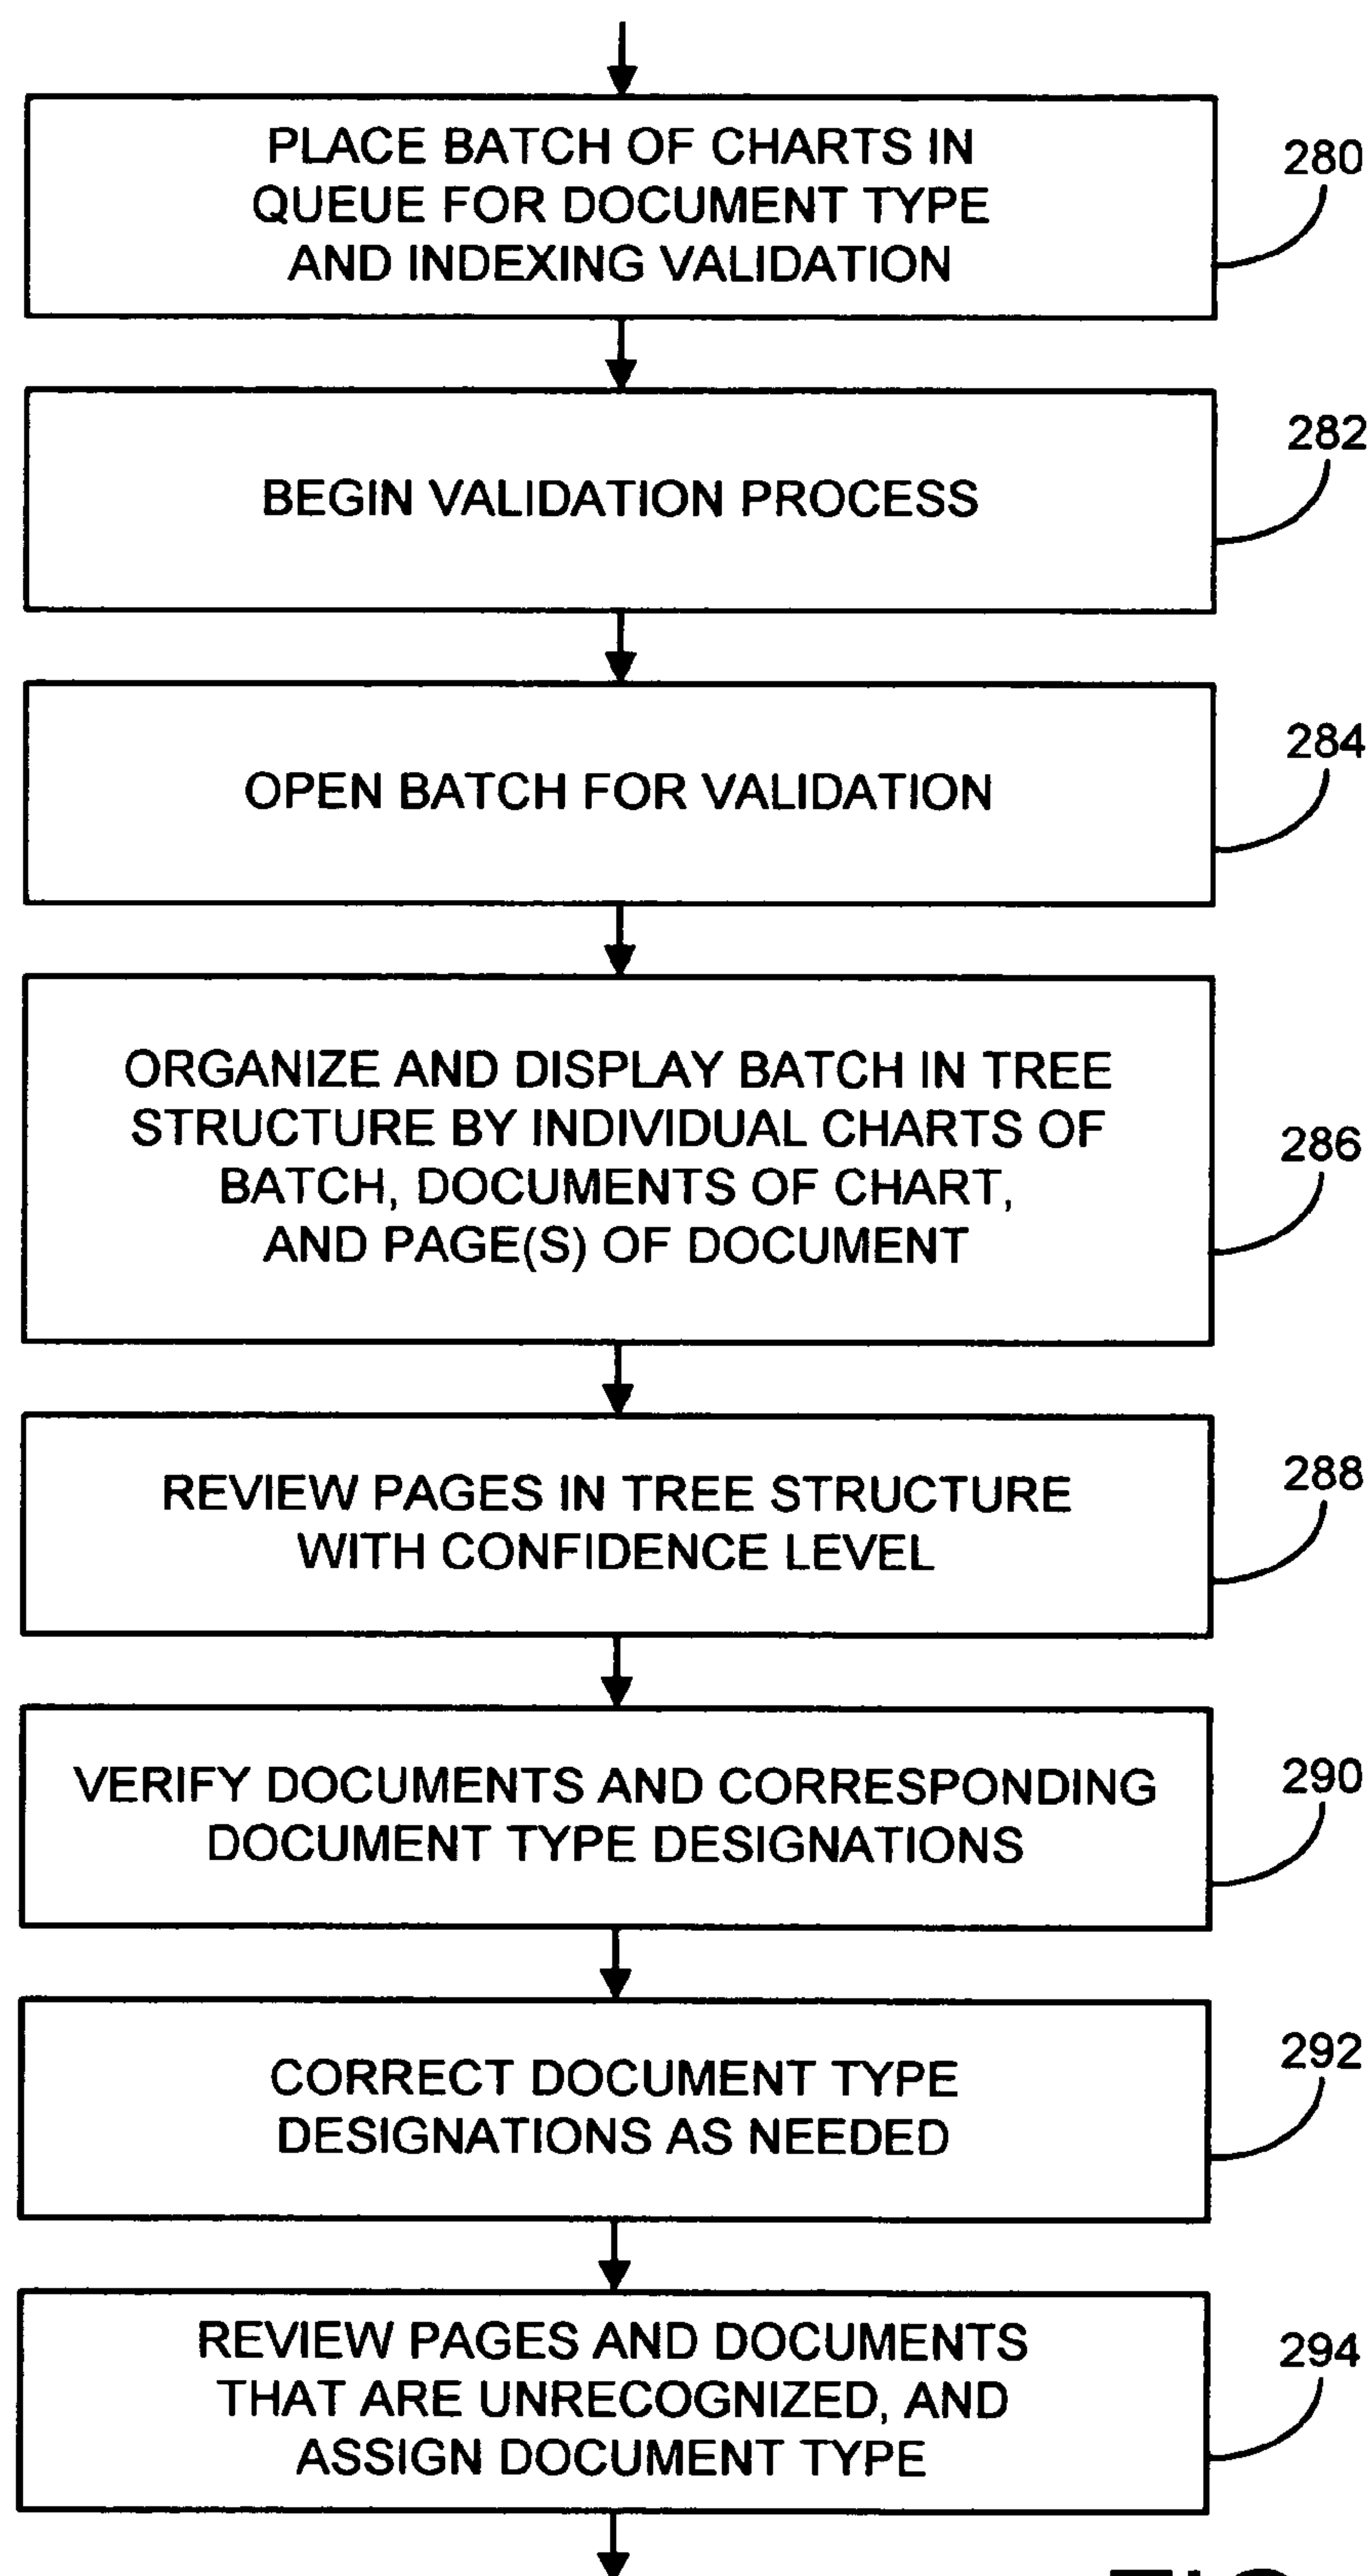 PLACE BATCH OF CHARTS IN
QUEUE FOR DOCUMENT TYPE
AND INDEXING VALIDATION
280
BEGIN VALIDATION PROCESS
282
OPEN BATCH FOR VALIDATION
284
ORGANIZE AND DISPLAY BATCH IN TREE
STRUCTURE BY INDIVIDUAL CHARTS OF
BATCH, DOCUMENTS OF CHART,
AND PAGE(S) OF DOCUMENT
286
REVIEW PAGES IN TREE STRUCTURE
WITH CONFIDENCE LEVEL
288
VERIFY DOCUMENTS AND CORRESPONDING
DOCUMENT TYPE DESIGNATIONS
290
CORRECT DOCUMENT TYPE
DESIGNATIONS AS NEEDED
292
REVIEW PAGES AND DOCUMENTS
THAT ARE UNRECOGNIZED, AND
ASSIGN DOCUMENT TYPE
294